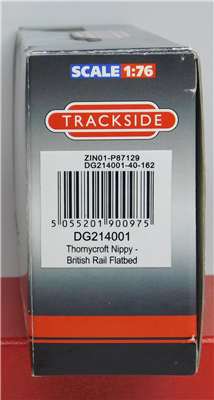 SCALE 1:76
TRACKSIDE
ZIN01-P87129
DG214001-40-162
5 055201 900975
DG214001
Thornycroft Nippy -
British Rail Flatbed